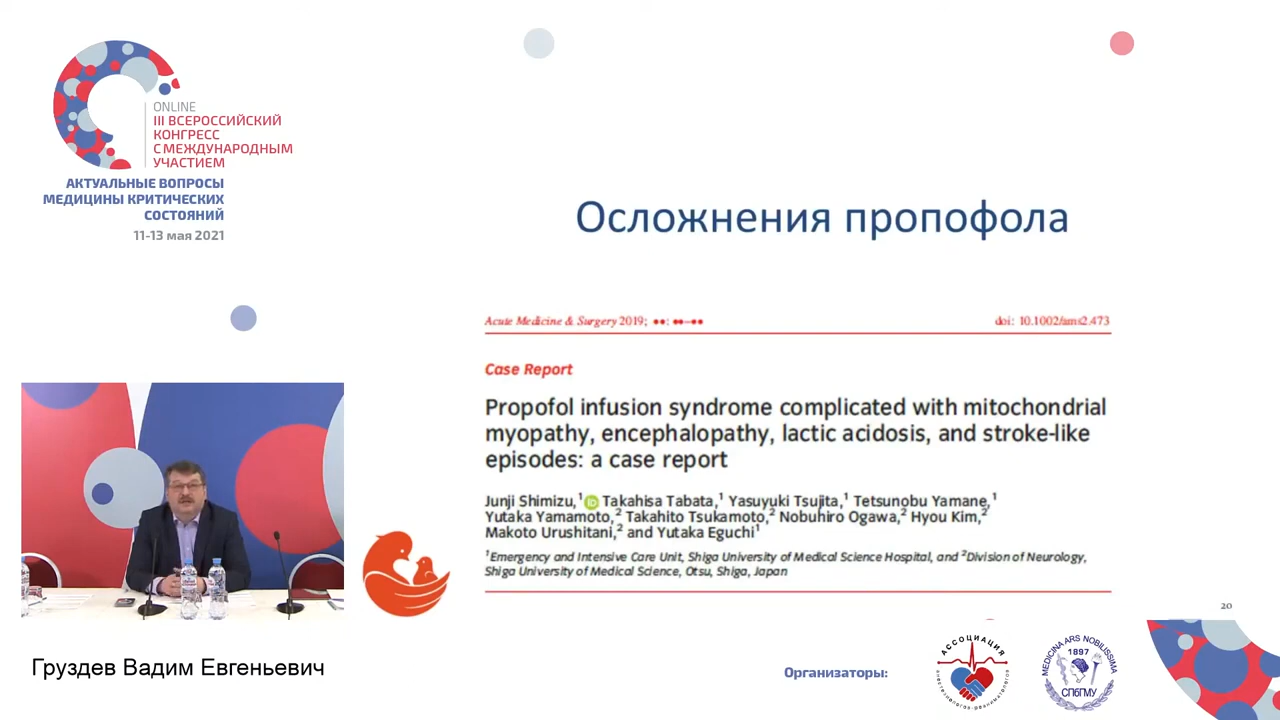 ONLINE
III ВСЕРОССИЙСКИЙ
КОНГРЕСС
С МЕЖДУНАРОДНЫМ
УЧАСТИЕМ
АКТУАЛЬНЫЕ ВОПРОСЫ
МЕДИЦИНЫ КРИТИЧЕСКИХ
СОСТОЯНИЙ
11-13 мая 2021
Осложнения пропофола
Acute Medicine & Surgery 2019; ••: ••–••
doi: 10.1002/ams2.473
Case Report
Propofol infusion syndrome complicated with mitochondrial
myopathy, encephalopathy, lactic acidosis, and stroke-like
episodes: a case report
Junji Shimizu,¹ iD Takahisa Tabata,¹ Yasuyuki Tsujita,¹ Tetsunobu Yamane,¹
Yutaka Yamamoto,² Takahito Tsukamoto,² Nobuhiro Ogawa,² Hyou Kim,²
Makoto Urushitani,² and Yutaka Eguchi¹
¹Emergency and Intensive Care Unit, Shiga University of Medical Science Hospital, and ²Division of Neurology,
Shiga University of Medical Science, Otsu, Shiga, Japan
20
Груздев Вадим Евгеньевич
Организаторы:
АССОЦИАЦИЯ
анестезиологов-реаниматологов
MEDICINA ARS NOBILISSIMA
1897
СПбГМУ